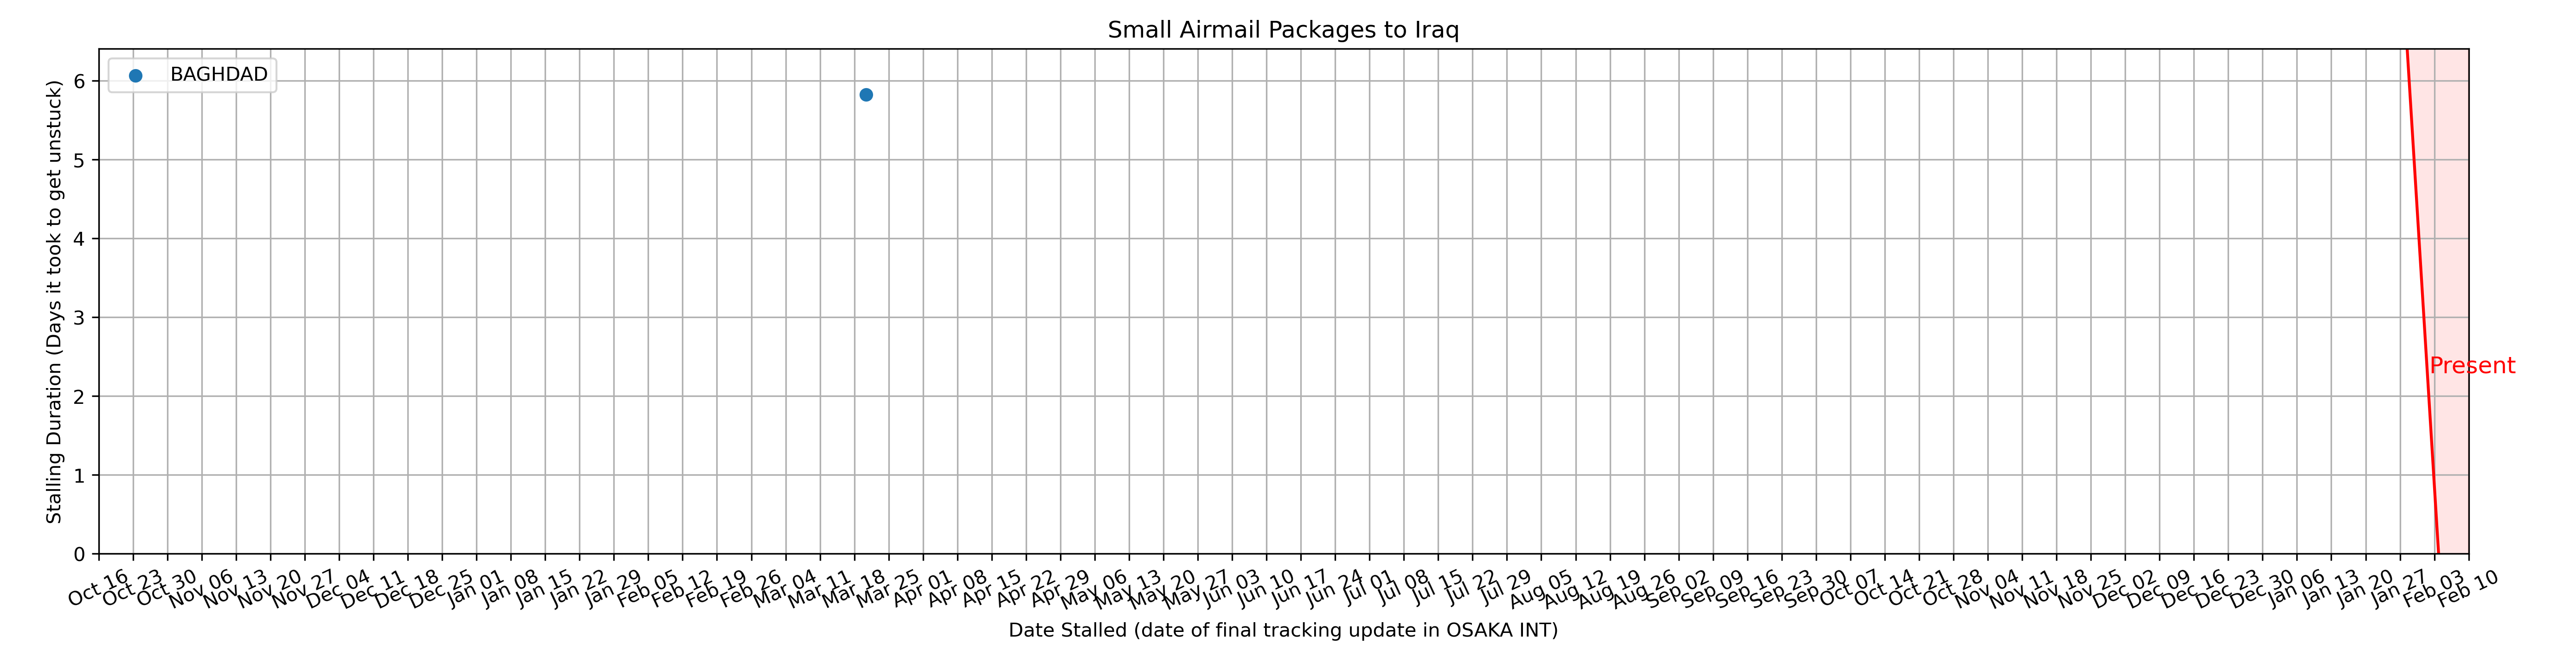 Small Airmail Packages to Iraq
BAGHDAD
Stalling Duration (Days it took to get unstuck)
6
5
4
3
2
1
0
Present
Oct 16
Oct 23
Oct 30
Nov 06
Nov 13
Nov 20
Nov 27
Dec 04
Dec 11
Dec 18
Dec 25
Jan 01
Jan 08
Jan 15
Jan 22
Jan 29
Feb 05
Feb 12
Feb 19
Feb 26
Mar 04
Mar 11
Mar 18
Mar 25
Apr 01
Apr 08
Apr 15
Apr 22
Apr 29
May 06
May 13
May 20
May 27
Jun 03
Jun 10
Jun 17
Jun 24
Jul 01
Jul 08
Jul 15
Jul 22
Jul 29
Aug 05
Aug 12
Aug 19
Aug 26
Sep 02
Sep 09
Sep 16
Sep 23
Sep 30
Oct 07
Oct 14
Oct 21
Oct 28
Nov 04
Nov 11
Nov 18
Nov 25
Dec 02
Dec 09
Dec 16
Dec 23
Dec 30
Jan 06
Jan 13
Jan 20
Jan 27
Feb 03
Feb 10
Date Stalled (date of final tracking update in OSAKA INT)